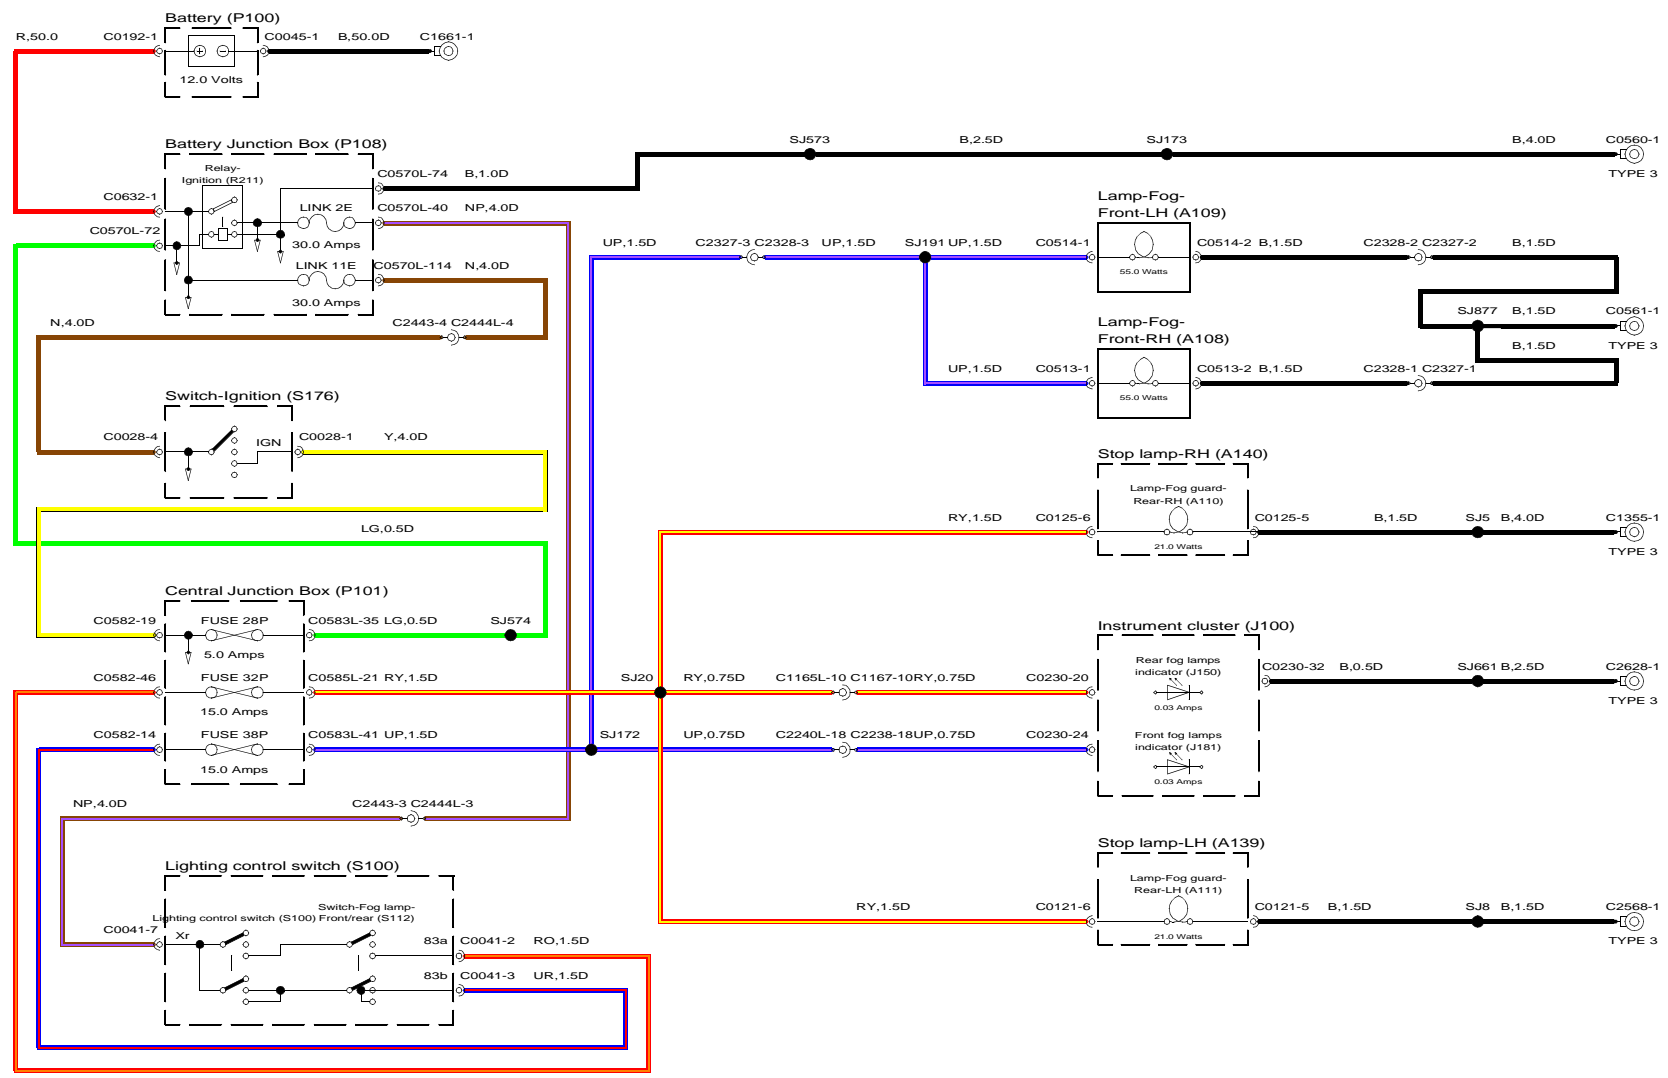 Battery (P100)
R,50.0
C0192-1
C0045-1
B,50.0D
C1661-1
12.0 Volts
Battery Junction Box (P108)
Relay-
Ignition (R211)
C0632-1
C0570L-72
LINK 2E
30.0 Amps
LINK 11E
30.0 Amps
C0570L-74
B,1.0D
C0570L-40
NP,4.0D
C0570L-114
N,4.0D
SJ573
B,2.5D
SJ173
B,4.0D
C0560-1
TYPE 3
Lamp-Fog-
Front-LH (A109)
UP,1.5D
C2327-3
C2328-3
UP,1.5D
SJ191
UP,1.5D
C0514-1
55.0 Watts
C0514-2
B,1.5D
C2328-2
C2327-2
B,1.5D
Lamp-Fog-
Front-RH (A108)
SJ877
B,1.5D
C0561-1
TYPE 3
B,1.5D
UP,1.5D
C0513-1
55.0 Watts
C0513-2
B,1.5D
C2328-1
C2327-1
N,4.0D
C2443-4
C2444L-4
Switch-Ignition (S176)
C0028-4
IGN
C0028-1
Y,4.0D
Stop lamp-RH (A140)
Lamp-Fog guard-
Rear-RH (A110)
RY,1.5D
C0125-6
21.0 Watts
C0125-5
B,1.5D
SJ5
B,4.0D
C1355-1
TYPE 3
LG,0.5D
Central Junction Box (P101)
C0582-19
FUSE 28P
5.0 Amps
C0583L-35
LG,0.5D
SJ574
C0582-46
FUSE 32P
15.0 Amps
C0585L-21
RY,1.5D
SJ20
RY,0.75D
C1165L-10
C1167-10
RY,0.75D
C0230-20
C0582-14
FUSE 38P
15.0 Amps
C0583L-41
UP,1.5D
SJ172
UP,0.75D
C2240L-18
C2238-18
UP,0.75D
C0230-24
Instrument cluster (J100)
Rear fog lamps
indicator (J150)
0.03 Amps
Front fog lamps
indicator (J181)
0.03 Amps
C0230-32
B,0.5D
SJ661
B,2.5D
C2628-1
TYPE 3
NP,4.0D
C2443-3
C2444L-3
Lighting control switch (S100)
Lighting control switch (S100)
Switch-Fog lamp-
Front/rear (S112)
C0041-7
Xr
83a
C0041-2
RO,1.5D
83b
C0041-3
UR,1.5D
Stop lamp-LH (A139)
Lamp-Fog guard-
Rear-LH (A111)
RY,1.5D
C0121-6
21.0 Watts
C0121-5
B,1.5D
SJ8
B,1.5D
C2568-1
TYPE 3